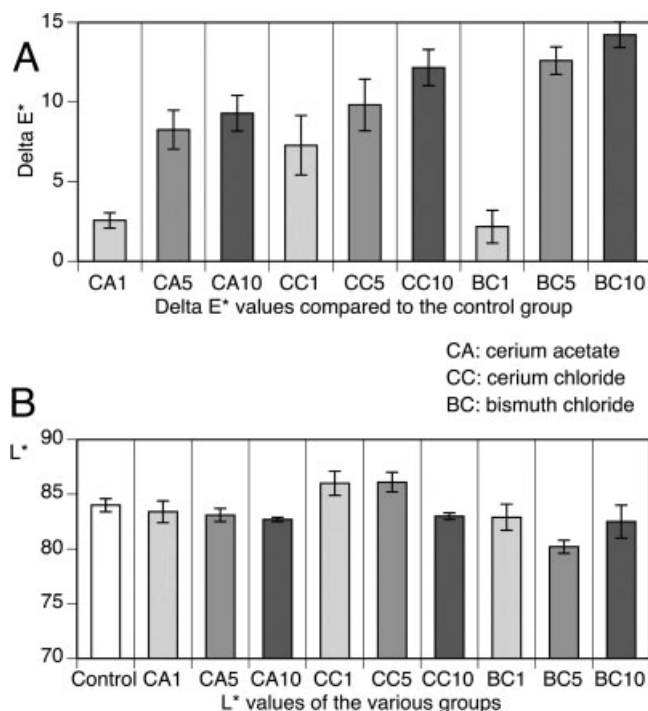 A
Delta E*
15
10
5
0
CA1 CA5 CA10 CC1 CC5 CC10 BC1 BC5 BC10
Delta E* values compared to the control group
CA: cerium acetate
CC: cerium chloride
BC: bismuth chloride
B
L*
90
85
80
75
70
Control CA1 CA5 CA10 CC1 CC5 CC10 BC1 BC5 BC10
L* values of the various groups